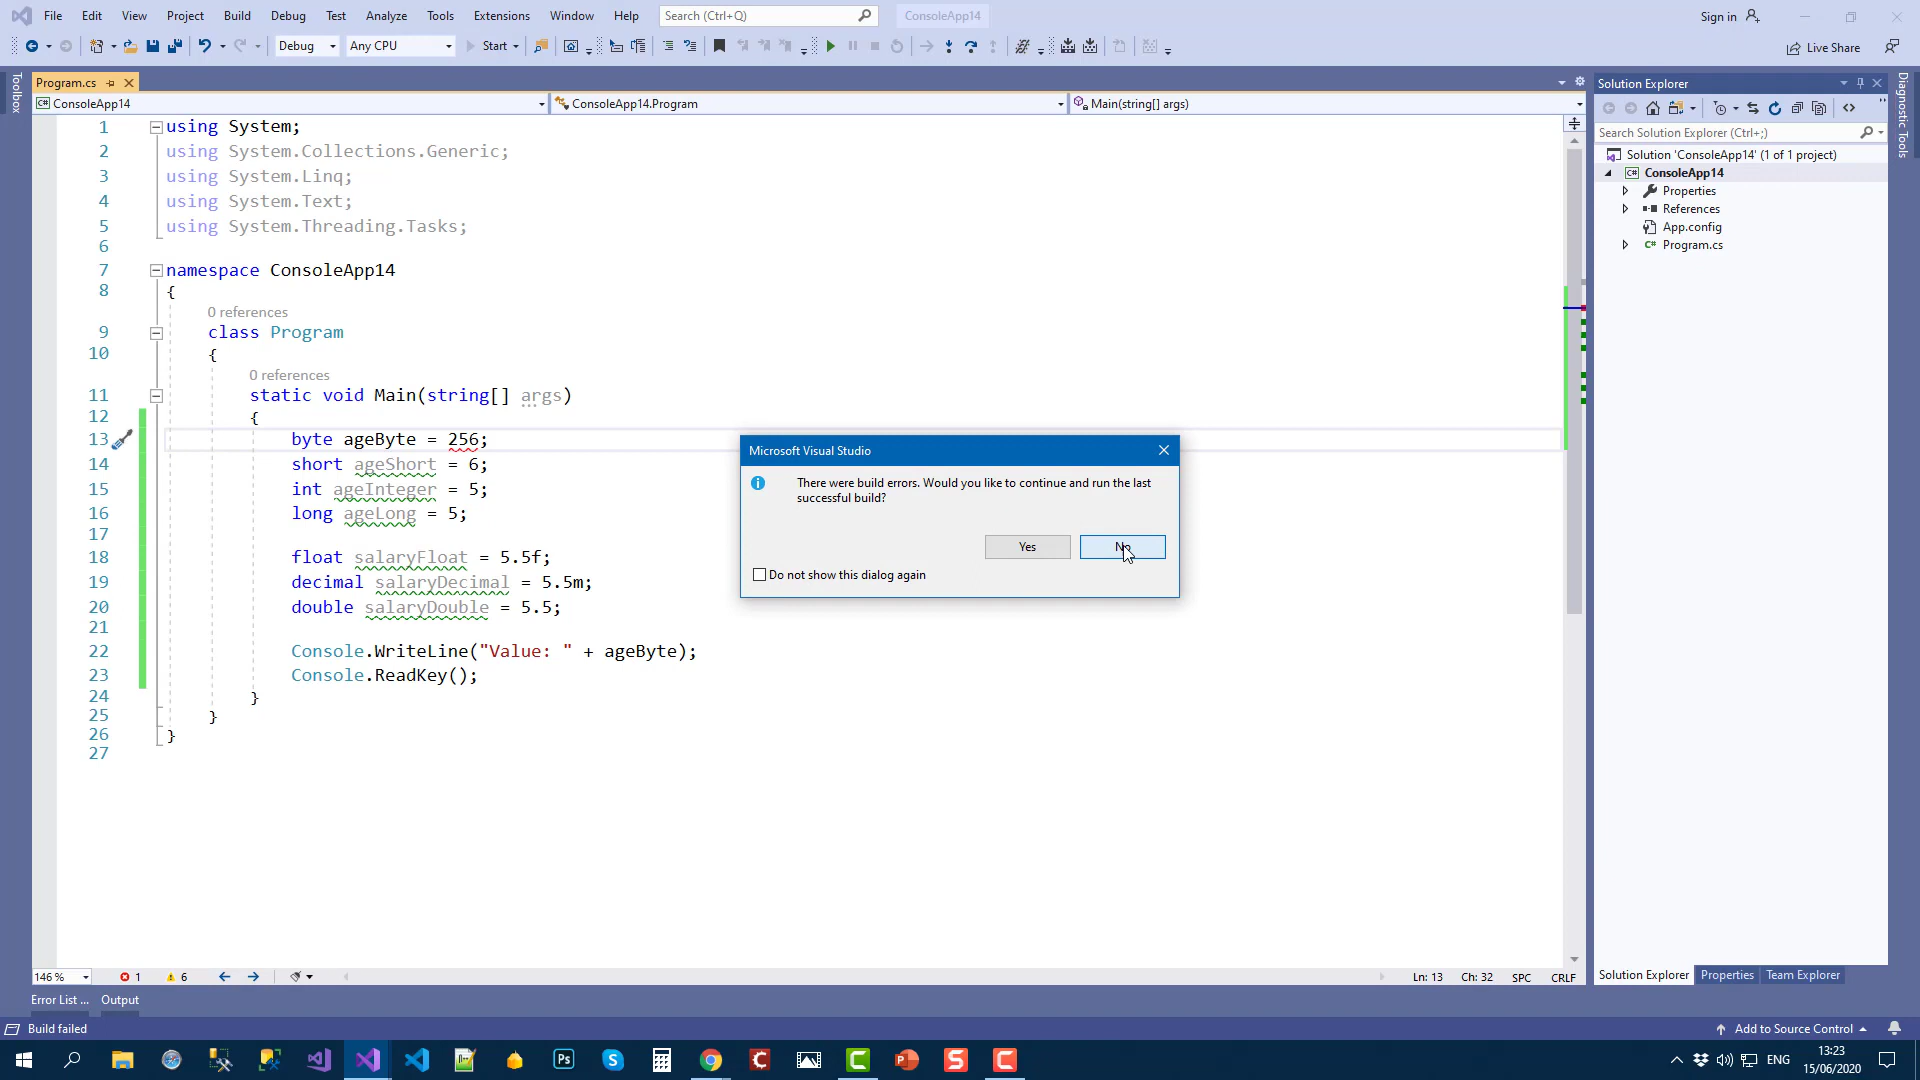 File Edit View Project Build Debug Test Analyze Tools Extensions Window Help Search (Ctrl+Q) ConsoleApp14 Sign in
Debug Any CPU Start Live Share
Toolbox
Program.cs
ConsoleApp14 ConsoleApp14.Program Main(string[] args)
1 using System;
2 using System.Collections.Generic;
3 using System.Linq;
4 using System.Text;
5 using System.Threading.Tasks;
6
7 namespace ConsoleApp14
8 {
0 references
9 class Program
10 {
0 references
11 static void Main(string[] args)
12 {
13 byte ageByte = 256;
14 short ageShort = 6;
15 int ageInteger = 5;
16 long ageLong = 5;
17
18 float salaryFloat = 5.5f;
19 decimal salaryDecimal = 5.5m;
20 double salaryDouble = 5.5;
21
22 Console.WriteLine("Value: " + ageByte);
23 Console.ReadKey();
24 }
25 }
26 }
27
Microsoft Visual Studio
There were build errors. Would you like to continue and run the last
successful build?
Yes No
Do not show this dialog again
Solution Explorer
Search Solution Explorer (Ctrl+;)
Solution 'ConsoleApp14' (1 of 1 project)
C# ConsoleApp14
Properties
References
App.config
C# Program.cs
Diagnostic Tools
146 % 1 6 Ln: 13 Ch: 32 SPC CRLF
Solution Explorer Properties Team Explorer
Error List ... Output
Build failed Add to Source Control
Ps
ENG
13:23
15/06/2020